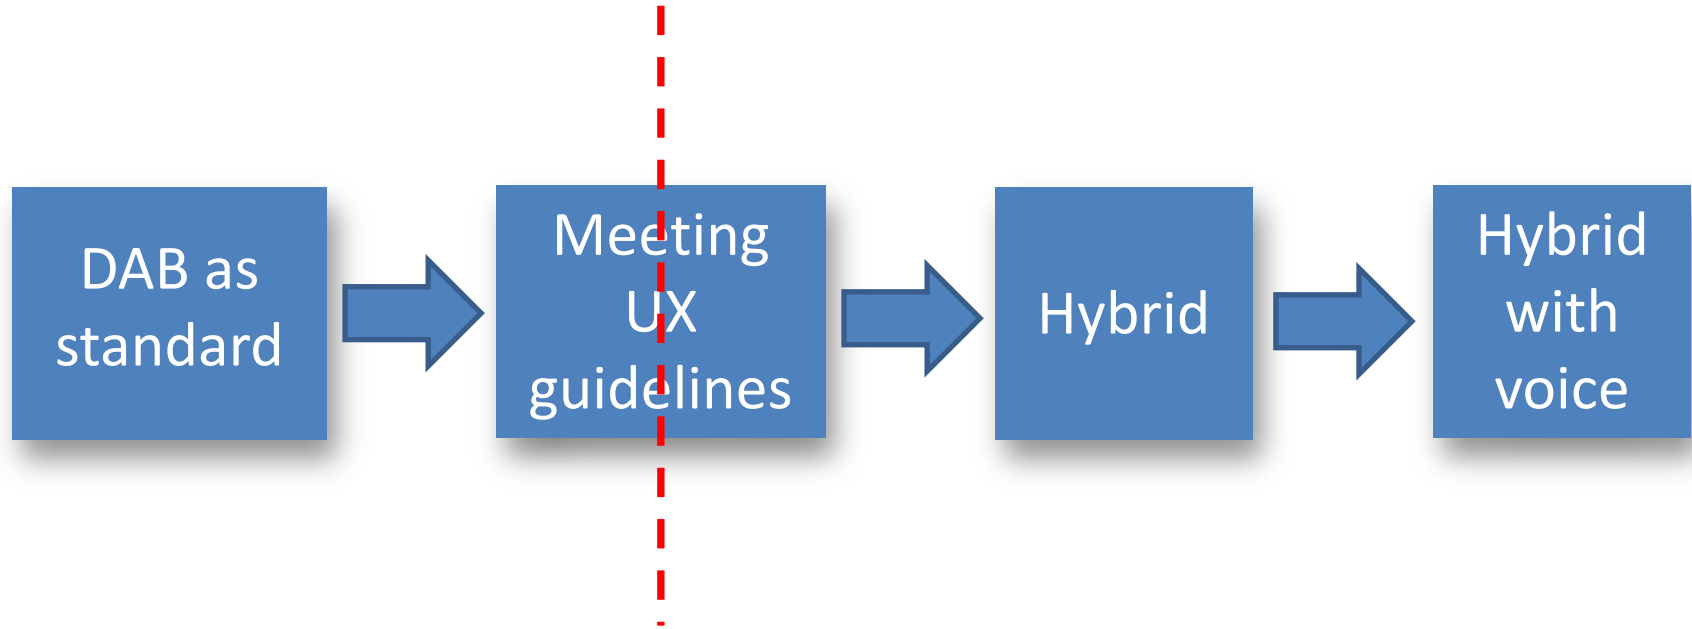 DAB as
standard
Meeting
UX
guidelines
Hybrid
Hybrid
with
voice